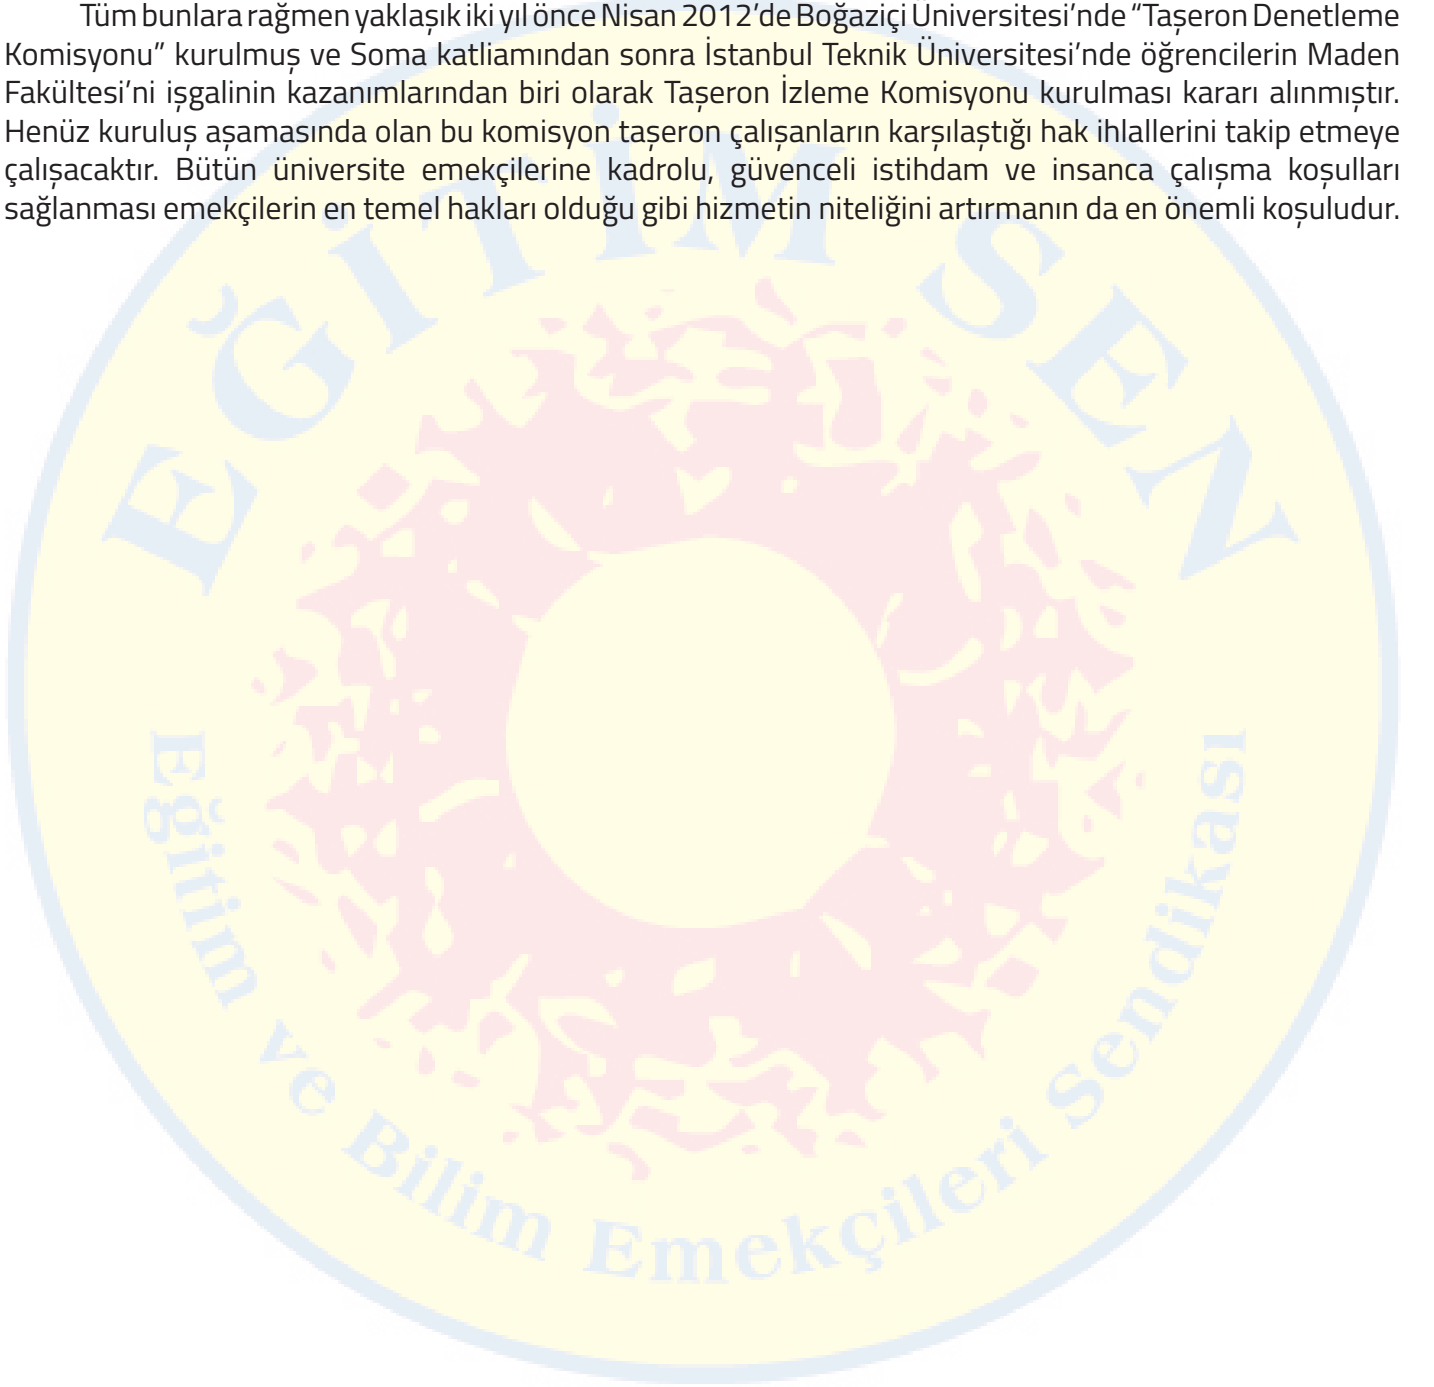 Tüm bunlara rağmen yaklaşık iki yıl önce Nisan 2012’de Boğaziçi Üniversitesi’nde “Taşeron Denetleme
Komisyonu” kurulmuş ve Soma katliamından sonra İstanbul Teknik Üniversitesi’nde öğrencilerin Maden
Fakültesi’ni işgalinin kazanımlarından biri olarak Taşeron İzleme Komisyonu kurulması kararı alınmıştır.
Henüz kuruluş aşamasında olan bu komisyon taşeron çalışanların karşılaştığı hak ihlallerini takip etmeye
çalışacaktır. Bütün üniversite emekçilerine kadrolu, güvenceli istihdam ve insanca çalışma koşulları
sağlanması emekçilerin en temel hakları olduğu gibi hizmetin niteliğini artırmanın da en önemli koşuludur.
EĞİTİM SEN
Eğitim ve Bilim Emekçileri Sendikası